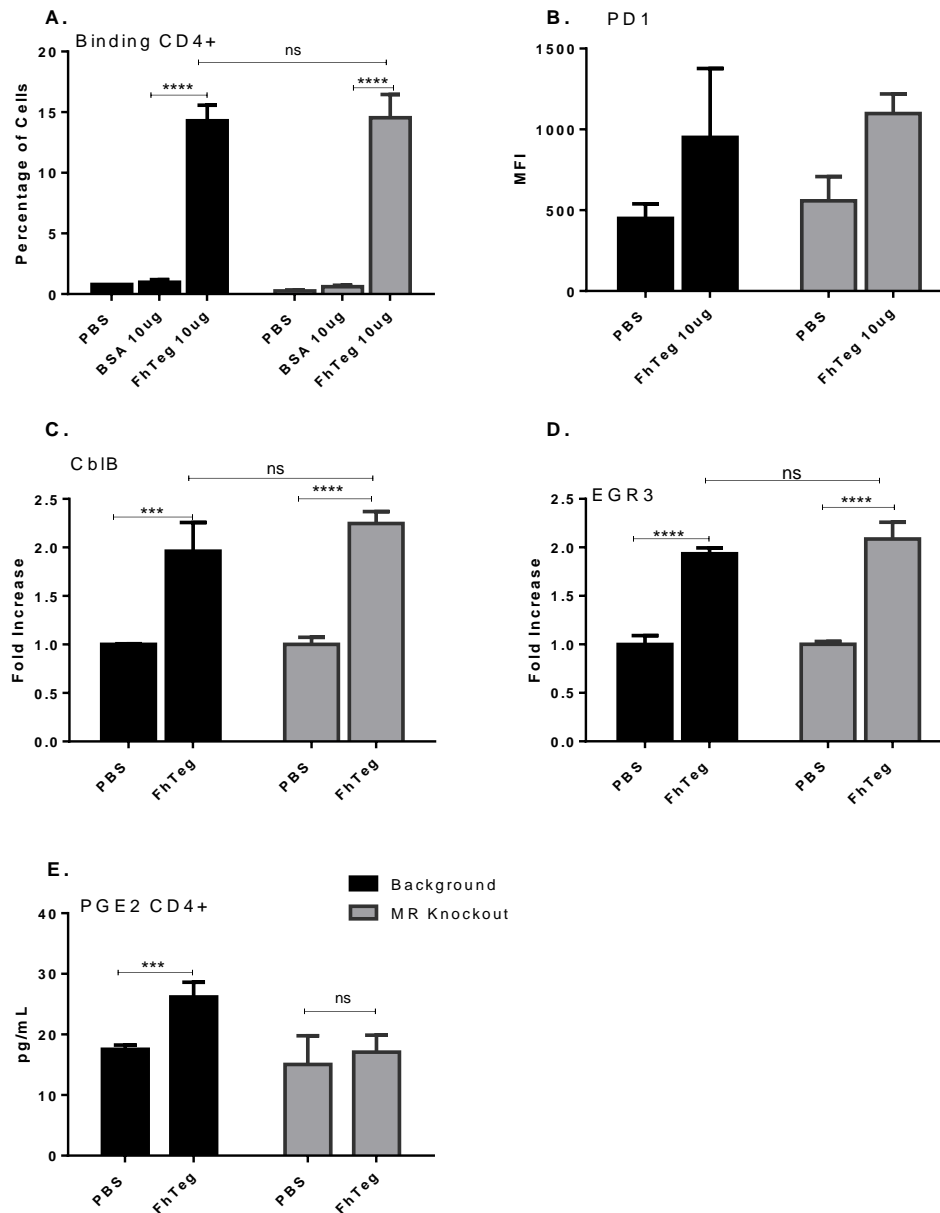 A.
Binding CD4+
ns
****
****
20
15
10
5
0
Percentage of Cells
PBS
BSA 10ug
FhTeg 10ug
PBS
BSA 10ug
FhTeg 10ug
B. PD1
1500
1000
500
0
MFI
PBS
FhTeg 10ug
PBS
FhTeg 10ug
C.
CblB
ns
***
****
2.5
2.0
1.5
1.0
0.5
0.0
Fold Increase
PBS
FhTeg
PBS
FhTeg
D.
EGR3
ns
****
****
2.5
2.0
1.5
1.0
0.5
0.0
Fold Increase
PBS
FhTeg
PBS
FhTeg
E.
PGE2 CD4+
Background
MR Knockout
***
ns
40
30
20
10
0
pg/mL
PBS
FhTeg
PBS
FhTeg